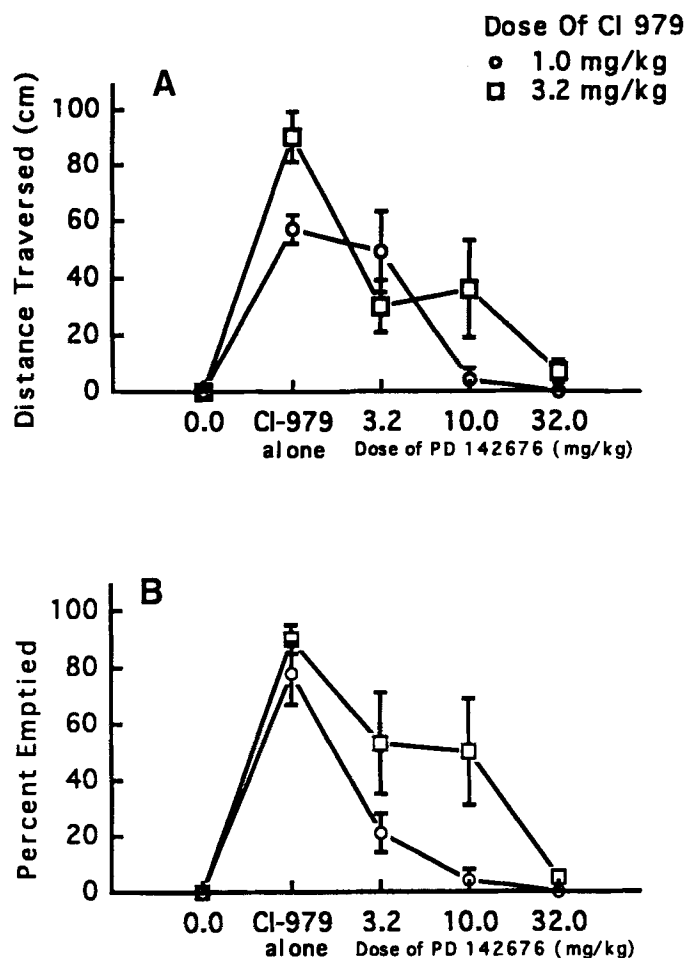 Dose Of CI 979
1.0 mg/kg
3.2 mg/kg
A
Distance Traversed (cm)
100
80
60
40
20
0
0.0 CI-979 3.2 10.0 32.0
alone Dose of PD 142676 (mg/kg)
B
Percent Emptied
100
80
60
40
20
0
0.0 CI-979 3.2 10.0 32.0
alone Dose of PD 142676 (mg/kg)